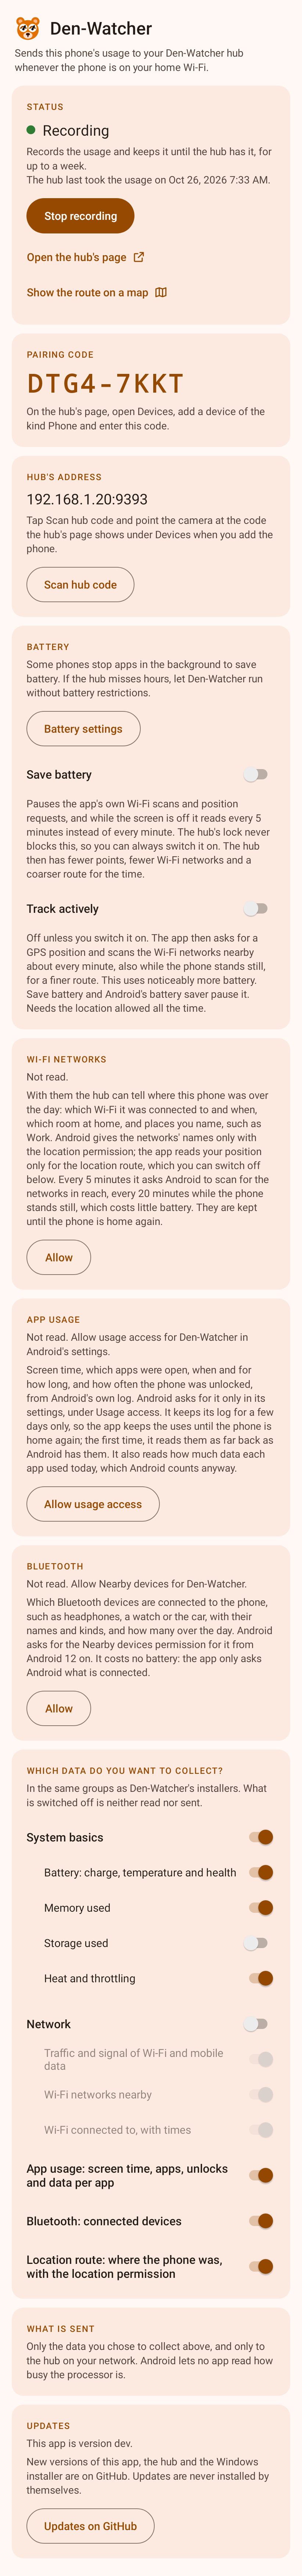 Den-Watcher
Sends this phone's usage to your Den-Watcher hub
whenever the phone is on your home Wi-Fi.
STATUS
Recording
Records the usage and keeps it until the hub has it, for
up to a week.
The hub last took the usage on Oct 26, 2026 7:33 AM.
Stop recording
Open the hub's page
Show the route on a map
PAIRING CODE
DTG4-7KKT
On the hub's page, open Devices, add a device of the
kind Phone and enter this code.
HUB'S ADDRESS
192.168.1.20:9393
Tap Scan hub code and point the camera at the code
the hub's page shows under Devices when you add the
phone.
Scan hub code
BATTERY
Some phones stop apps in the background to save
battery. If the hub misses hours, let Den-Watcher run
without battery restrictions.
Battery settings
Save battery
Pauses the app's own Wi-Fi scans and position
requests, and while the screen is off it reads every 5
minutes instead of every minute. The hub's lock never
blocks this, so you can always switch it on. The hub
then has fewer points, fewer Wi-Fi networks and a
coarser route for the time.
Track actively
Off unless you switch it on. The app then asks for a
GPS position and scans the Wi-Fi networks nearby
about every minute, also while the phone stands still,
for a finer route. This uses noticeably more battery.
Save battery and Android's battery saver pause it.
Needs the location allowed all the time.
WI-FI NETWORKS
Not read.
With them the hub can tell where this phone was over
the day: which Wi-Fi it was connected to and when,
which room at home, and places you name, such as
Work. Android gives the networks' names only with
the location permission; the app reads your position
only for the location route, which you can switch off
below. Every 5 minutes it asks Android to scan for the
networks in reach, every 20 minutes while the phone
stands still, which costs little battery. They are kept
until the phone is home again.
Allow
APP USAGE
Not read. Allow usage access for Den-Watcher in
Android's settings.
Screen time, which apps were open, when and for
how long, and how often the phone was unlocked,
from Android's own log. Android asks for it only in its
settings, under Usage access. It keeps its log for a few
days only, so the app keeps the uses until the phone is
home again; the first time, it reads them as far back as
Android has them. It also reads how much data each
app used today, which Android counts anyway.
Allow usage access
BLUETOOTH
Not read. Allow Nearby devices for Den-Watcher.
Which Bluetooth devices are connected to the phone,
such as headphones, a watch or the car, with their
names and kinds, and how many over the day. Android
asks for the Nearby devices permission for it from
Android 12 on. It costs no battery: the app only asks
Android what is connected.
Allow
WHICH DATA DO YOU WANT TO COLLECT?
In the same groups as Den-Watcher's installers. What
is switched off is neither read nor sent.
System basics
Battery: charge, temperature and health
Memory used
Storage used
Heat and throttling
Network
Traffic and signal of Wi-Fi and mobile
data
Wi-Fi networks nearby
Wi-Fi connected to, with times
App usage: screen time, apps, unlocks
and data per app
Bluetooth: connected devices
Location route: where the phone was,
with the location permission
WHAT IS SENT
Only the data you chose to collect above, and only to
the hub on your network. Android lets no app read how
busy the processor is.
UPDATES
This app is version dev.
New versions of this app, the hub and the Windows
installer are on GitHub. Updates are never installed by
themselves.
Updates on GitHub